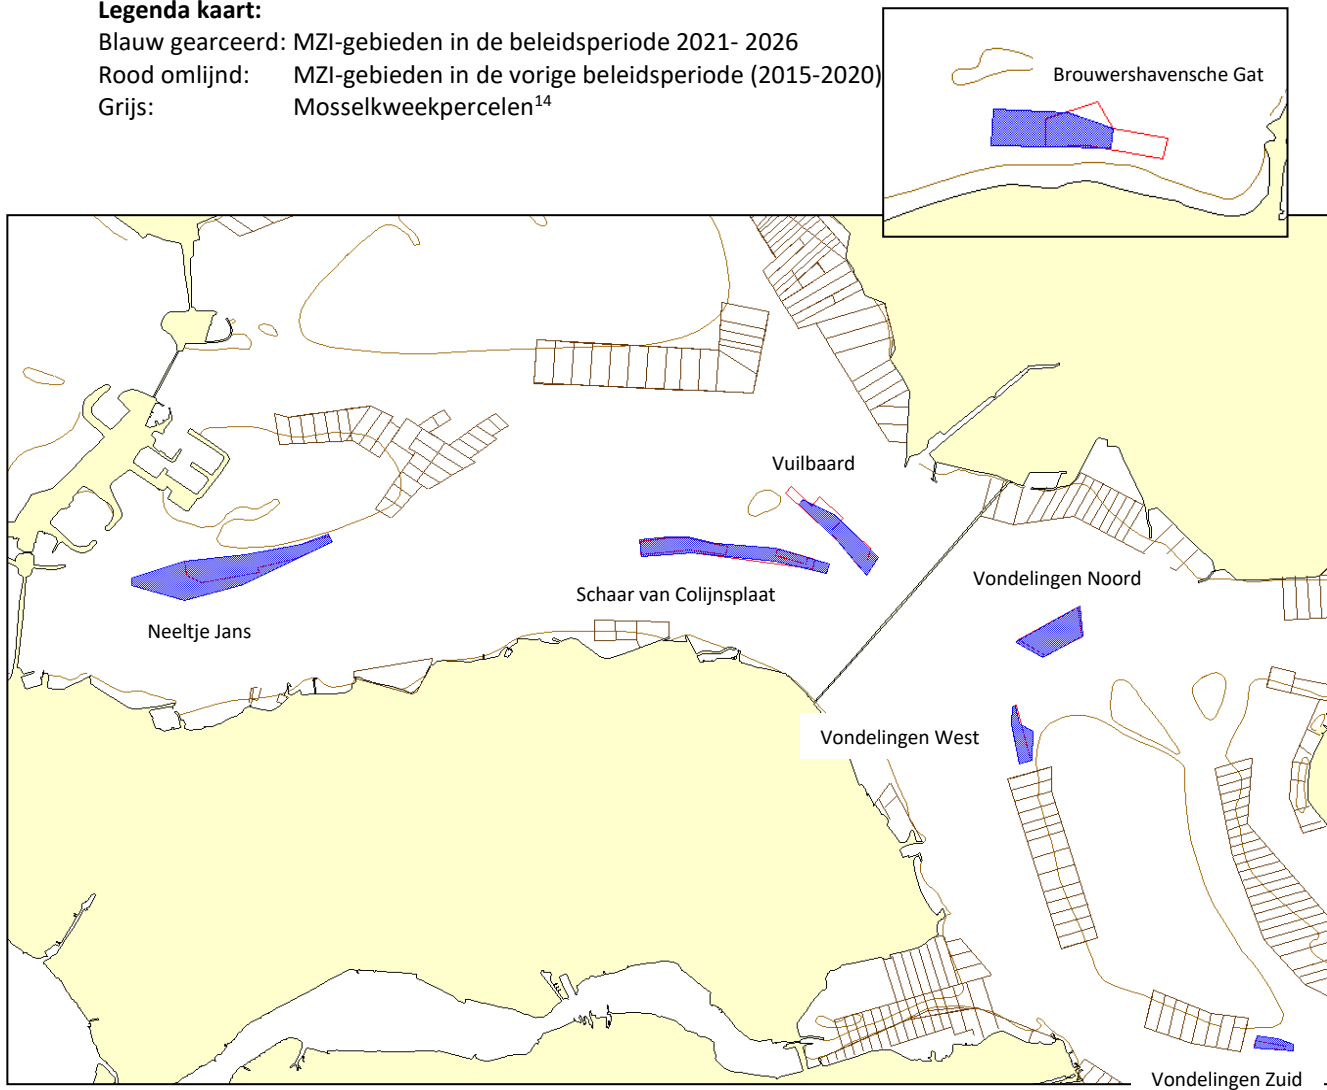 Legenda kaart:
Blauw gearceerd: MZI-gebieden in de beleidsperiode 2021- 2026
Rood omlijnd: MZI-gebieden in de vorige beleidsperiode (2015-2020)
Grijs: Mosselkweekpercelen¹⁴
Brouwershavensche Gat
Vuilbaard
Vondelingen Noord
Schaar van Colijnsplaat
Neeltje Jans
Vondelingen West
Vondelingen Zuid